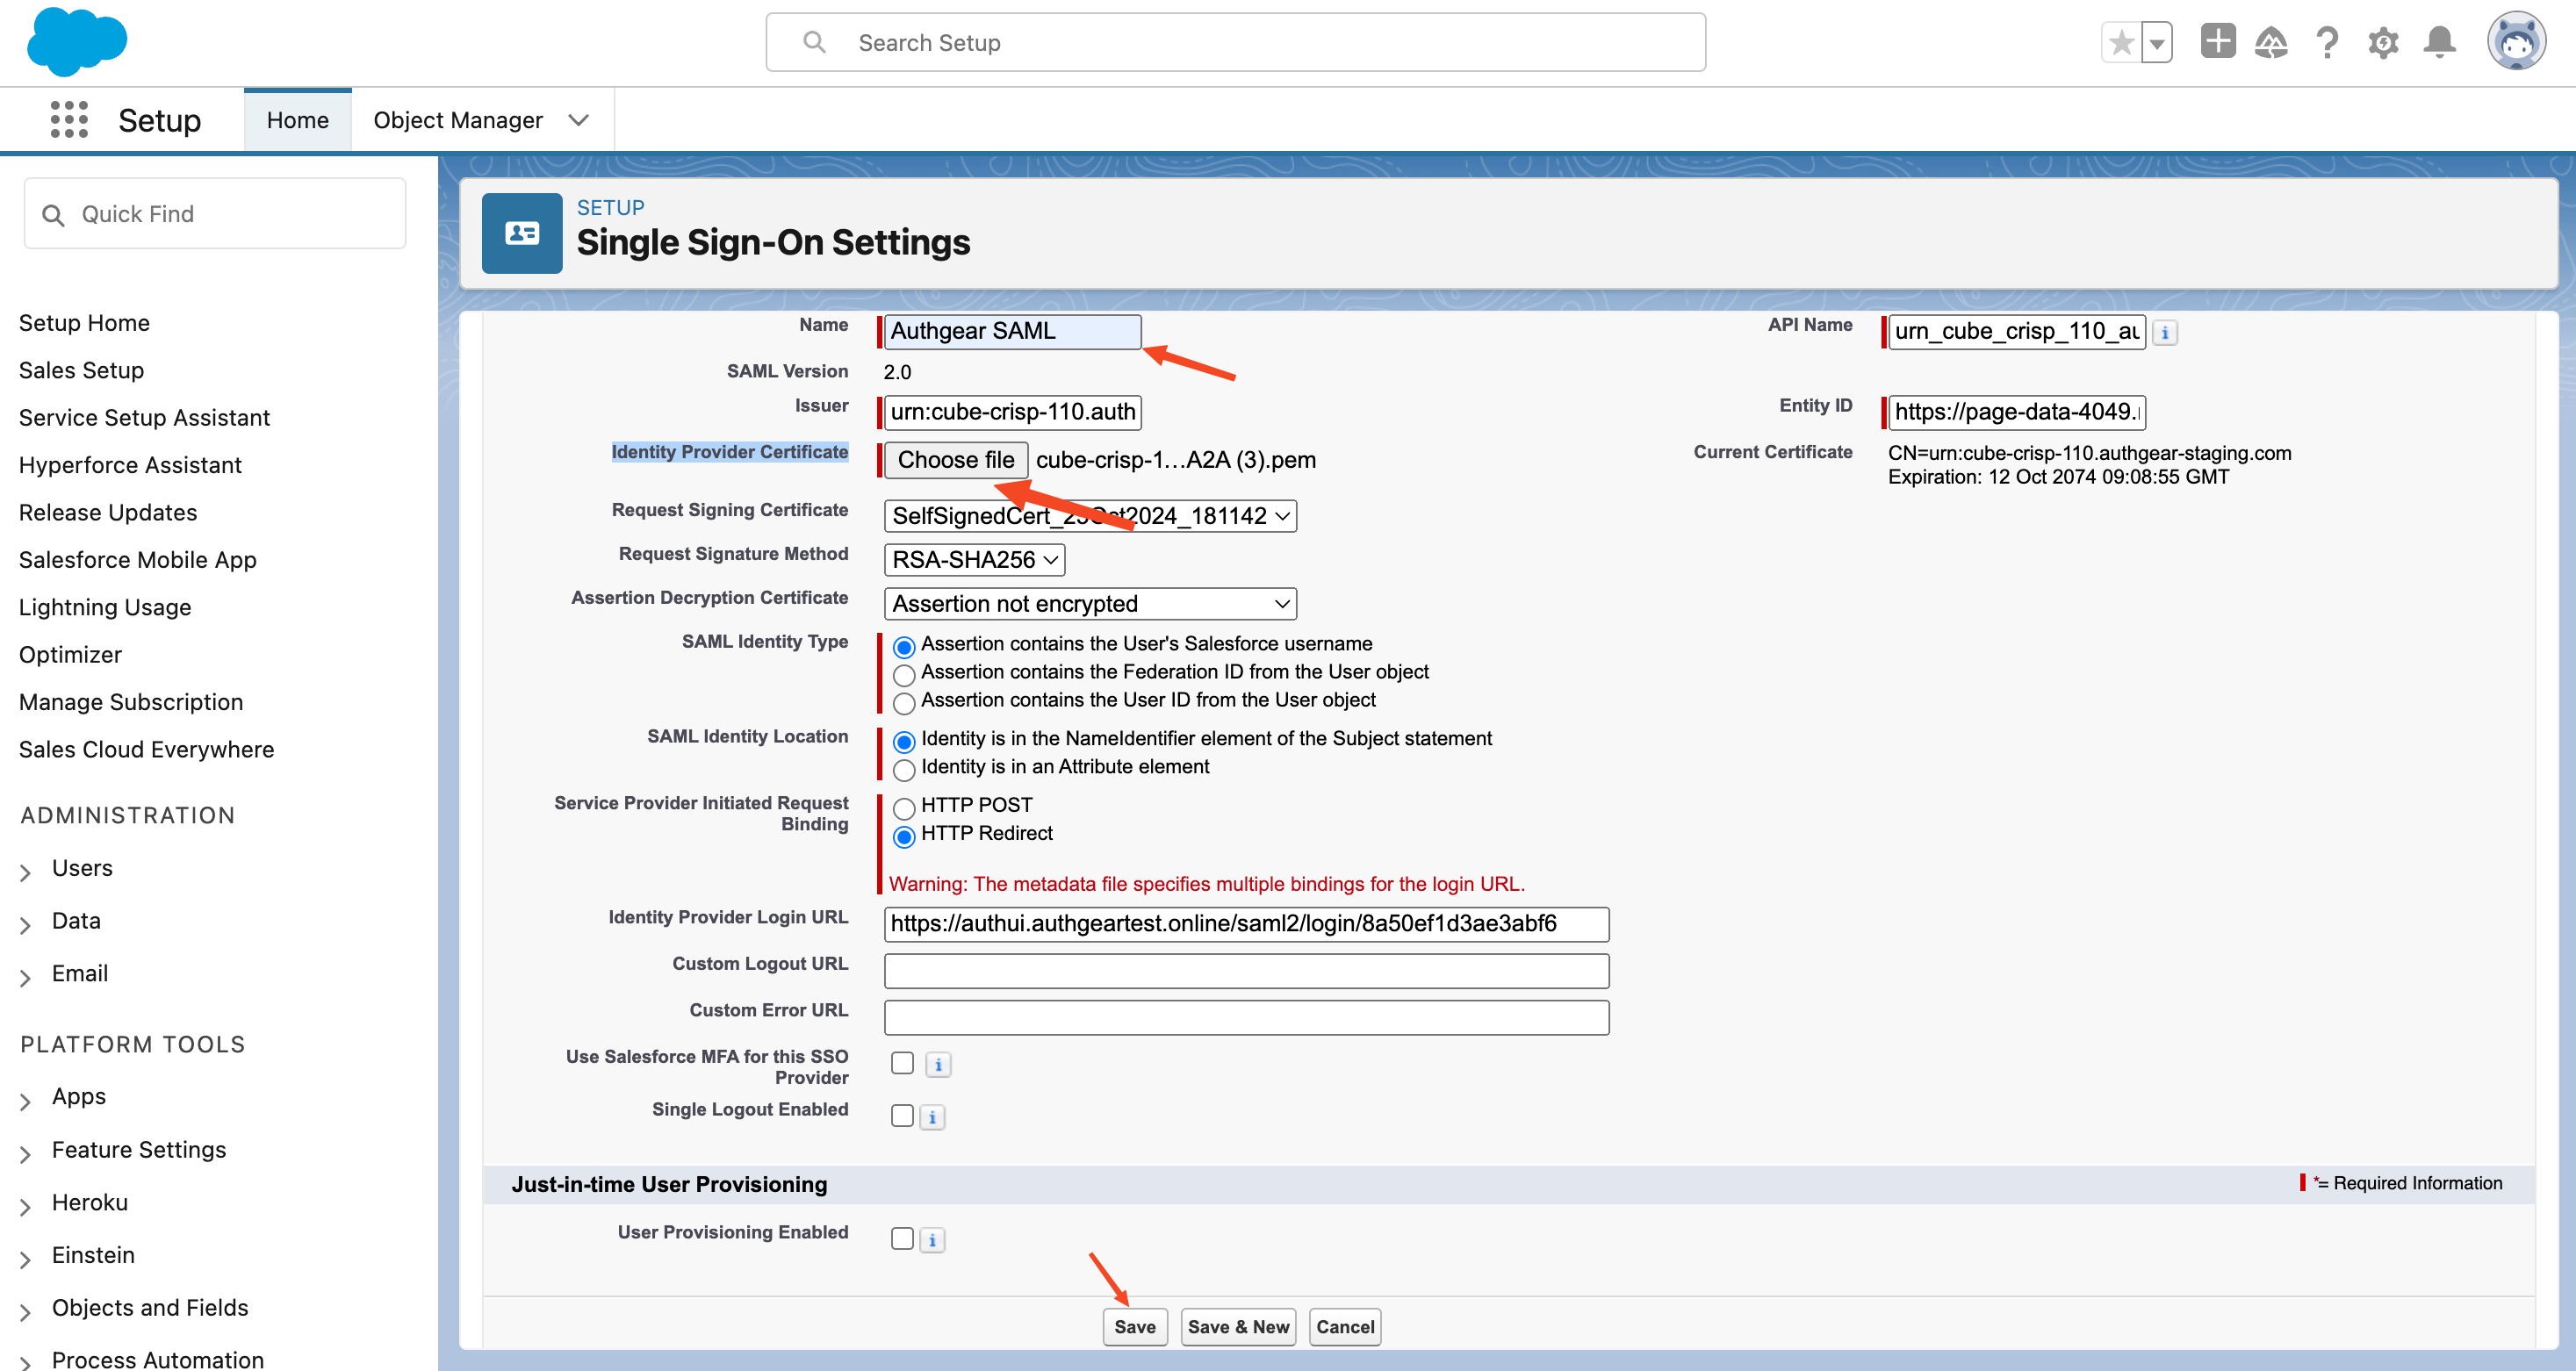 Search Setup
Setup
Home
Object Manager
Quick Find
Setup Home
Sales Setup
Service Setup Assistant
Hyperforce Assistant
Release Updates
Salesforce Mobile App
Lightning Usage
Optimizer
Manage Subscription
Sales Cloud Everywhere
ADMINISTRATION
Users
Data
Email
PLATFORM TOOLS
Apps
Feature Settings
Heroku
Einstein
Objects and Fields
Process Automation
SETUP
Single Sign-On Settings
Name Authgear SAML
API Name urn_cube_crisp_110_au
SAML Version 2.0
Issuer urn:cube-crisp-110.auth
Entity ID https://page-data-4049.
Identity Provider Certificate Choose file cube-crisp-1…A2A (3).pem
Current Certificate CN=urn:cube-crisp-110.authgear-staging.com
Expiration: 12 Oct 2074 09:08:55 GMT
Request Signing Certificate SelfSignedCert_23Oct2024_181142
Request Signature Method RSA-SHA256
Assertion Decryption Certificate Assertion not encrypted
SAML Identity Type Assertion contains the User's Salesforce username
Assertion contains the Federation ID from the User object
Assertion contains the User ID from the User object
SAML Identity Location Identity is in the NameIdentifier element of the Subject statement
Identity is in an Attribute element
Service Provider Initiated Request
Binding
HTTP POST
HTTP Redirect
Warning: The metadata file specifies multiple bindings for the login URL.
Identity Provider Login URL https://authui.authgeartest.online/saml2/login/8a50ef1d3ae3abf6
Custom Logout URL
Custom Error URL
Use Salesforce MFA for this SSO
Provider
i
Single Logout Enabled i
Just-in-time User Provisioning
*= Required Information
User Provisioning Enabled i
Save Save & New Cancel